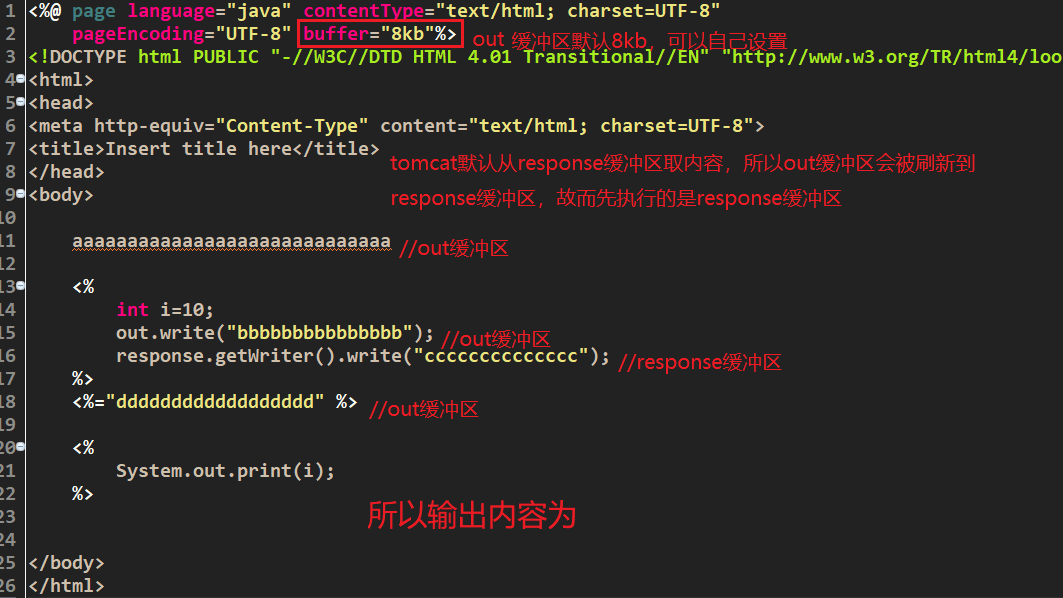 1 <%@ page language="java" contentType="text/html; charset=UTF-8"
2 pageEncoding="UTF-8" buffer="8kb"%> out 缓冲区默认8kb，可以自己设置
3 <!DOCTYPE html PUBLIC "-//W3C//DTD HTML 4.01 Transitional//EN" "http://www.w3.org/TR/html4/loo
4 <html>
5 <head>
6 <meta http-equiv="Content-Type" content="text/html; charset=UTF-8">
7 <title>Insert title here</title> tomcat默认从response缓冲区取内容，所以out缓冲区会被刷新到
8 </head>
9 <body> response缓冲区，故而先执行的是response缓冲区
10
11 aaaaaaaaaaaaaaaaaaaaaaaaaaaaa //out缓冲区
12
13 <%
14 int i=10;
15 out.write("bbbbbbbbbbbbbbb"); //out缓冲区
16 response.getWriter().write("cccccccccccccc"); //response缓冲区
17 %>
18 <%="dddddddddddddddddd" %> //out缓冲区
19
20 <%
21 System.out.print(i);
22 %>
23 所以输出内容为
24
25 </body>
26 </html>